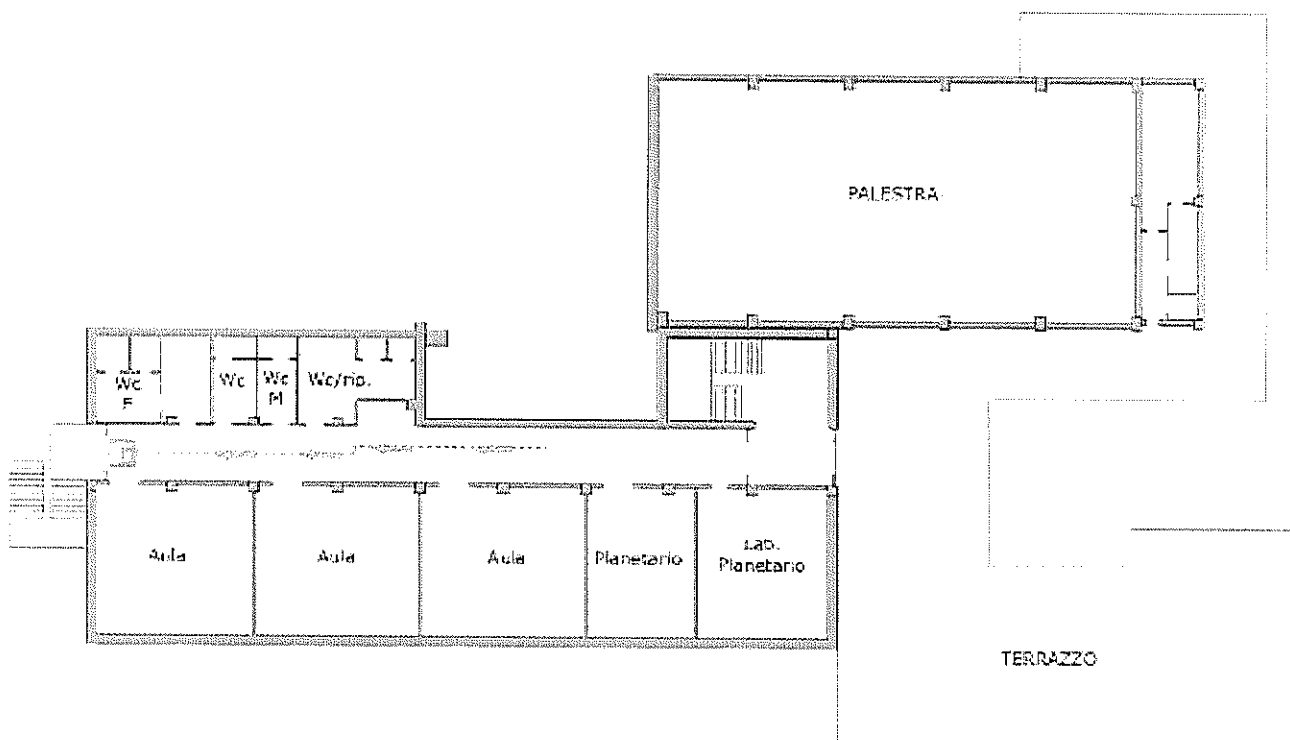 PALESTRA
Wc
F
Wc
Wc
M
Wc/rip.
Aula
Aula
Aula
Planetario
Lab.
Planetario
TERRAZZO